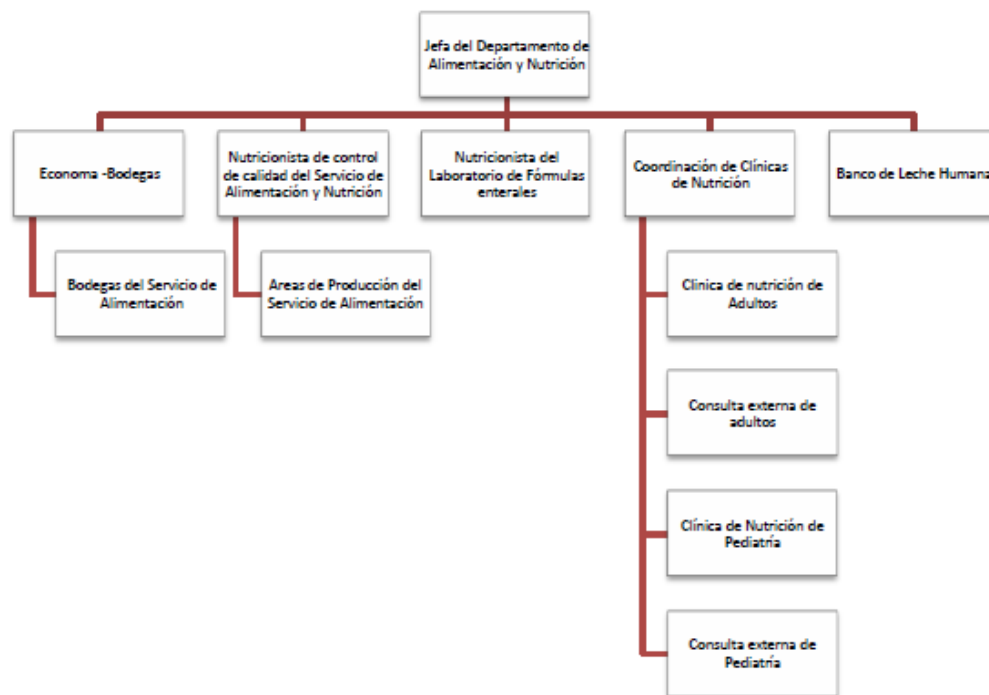 Jefa del Departamento de
Alimentación y Nutrición
Economa -Bodegas
Nutricionista de control
de calidad del Servicio de
Alimentación y Nutrición
Nutricionista del
Laboratorio de Fórmulas
enterales
Coordinación de Clínicas
de Nutrición
Banco de Leche Humana
Bodegas del Servicio de
Alimentación
Areas de Producción del
Servicio de Alimentación
Clinica de nutrición de
Adultos
Consulta externa de
adultos
Clínica de Nutrición de
Pediatría
Consulta externa de
Pediatría